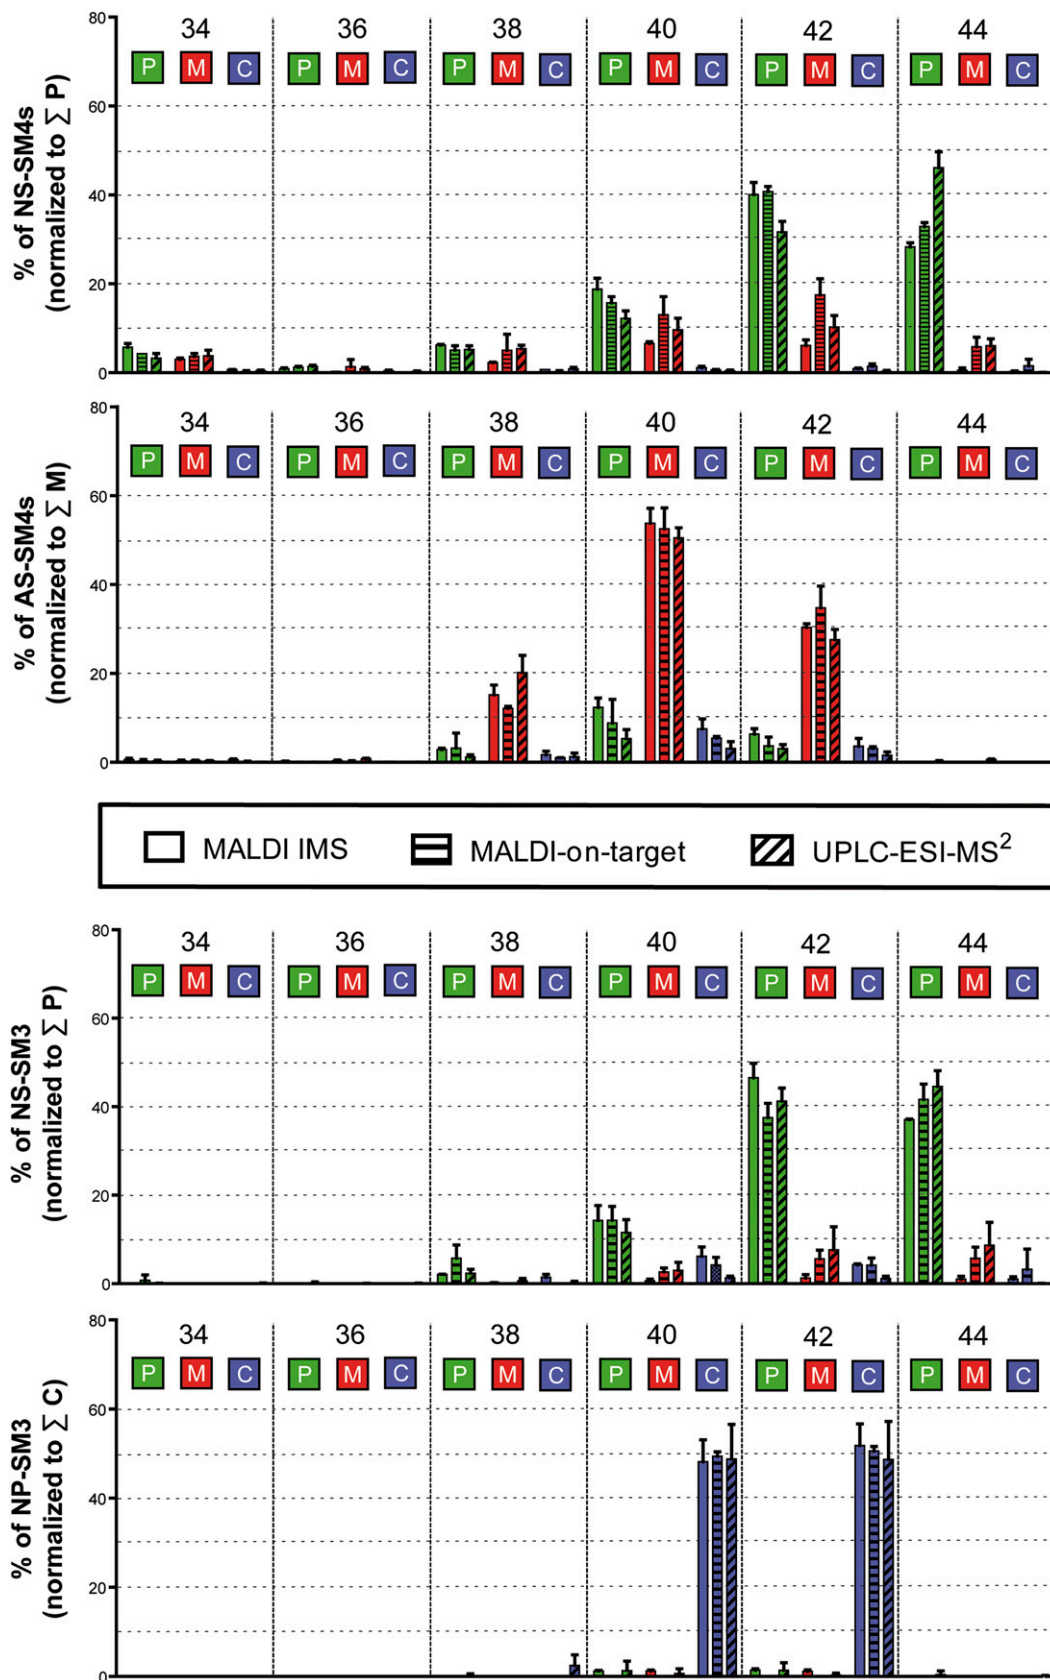 % of NS-SM4s
(normalized to ∑ P)
80
60
40
20
0
34 36 38 40 42 44
P M C P M C P M C P M C P M C P M C
% of AS-SM4s
(normalized to ∑ M)
80
60
40
20
0
34 36 38 40 42 44
P M C P M C P M C P M C P M C P M C
MALDI IMS MALDI-on-target UPLC-ESI-MS²
% of NS-SM3
(normalized to ∑ P)
80
60
40
20
0
34 36 38 40 42 44
P M C P M C P M C P M C P M C P M C
% of NP-SM3
(normalized to ∑ C)
80
60
40
20
0
34 36 38 40 42 44
P M C P M C P M C P M C P M C P M C